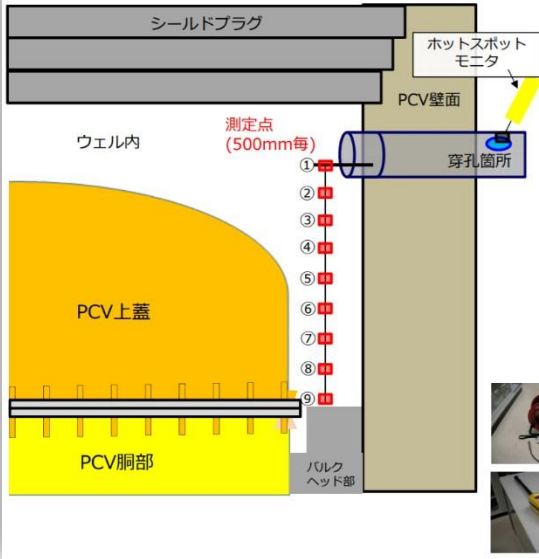 シールドプラグ
ホットスポット
モニタ
PCV壁面
測定点
(500mm毎)
ウェル内
穿孔箇所
①
②
③
④
⑤
⑥
⑦
⑧
⑨
PCV上蓋
PCV胴部
バルク
ヘッド部